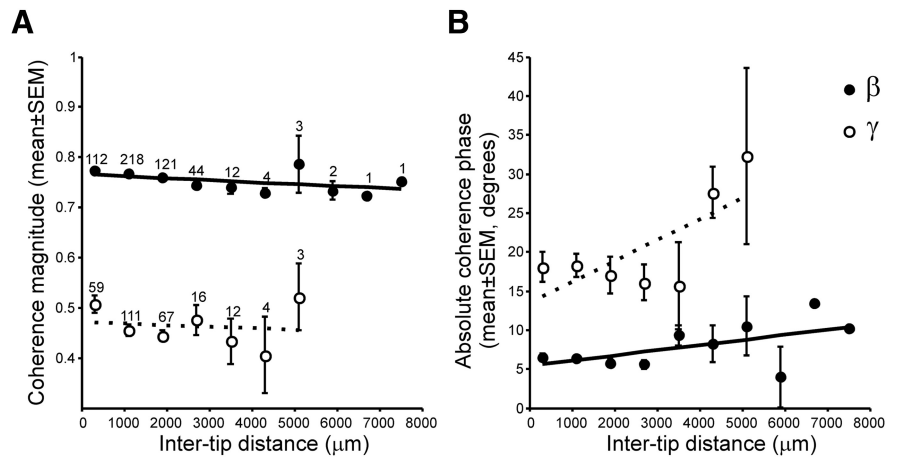 A
Coherence magnitude (mean±SEM)
1
0.9
0.8
0.7
0.6
0.5
0.4
112 218 121 44 12 4 3 2 1 1
59 111 67 16 12 4 3
0 1000 2000 3000 4000 5000 6000 7000 8000
Inter-tip distance (μm)
B
Absolute coherence phase
(mean±SEM, degrees)
45
40
35
30
25
20
15
10
5
0
β
γ
0 1000 2000 3000 4000 5000 6000 7000 8000
Inter-tip distance (μm)